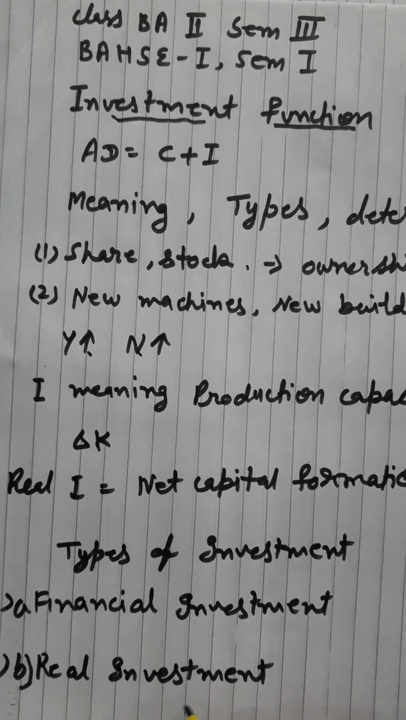 class BA II Sem III
BAHSE-I, Sem I
Investment function
AD = C+I
Meaning, Types, dete
(1) Share, stock. → ownershi
(2) New machines, New build
Y↑ N↑
I meaning Production capac
ΔK
Real I = Net capital formatio
Types of Investment
)a Financial Investment
)b) Real Investment